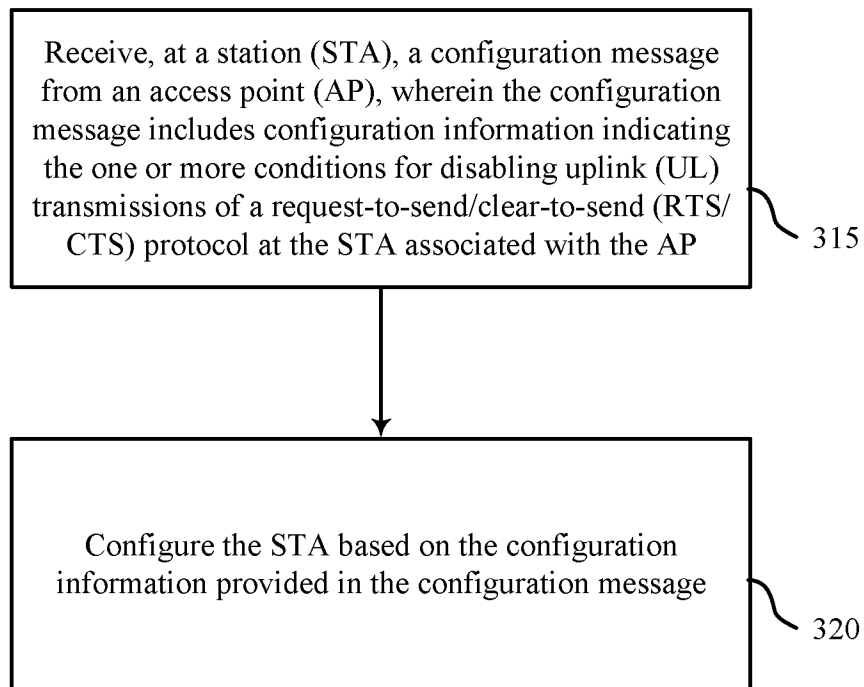 Receive, at a station (STA), a configuration message
from an access point (AP), wherein the configuration
message includes configuration information indicating
the one or more conditions for disabling uplink (UL)
transmissions of a request-to-send/clear-to-send (RTS/
CTS) protocol at the STA associated with the AP
315
Configure the STA based on the configuration
information provided in the configuration message
320